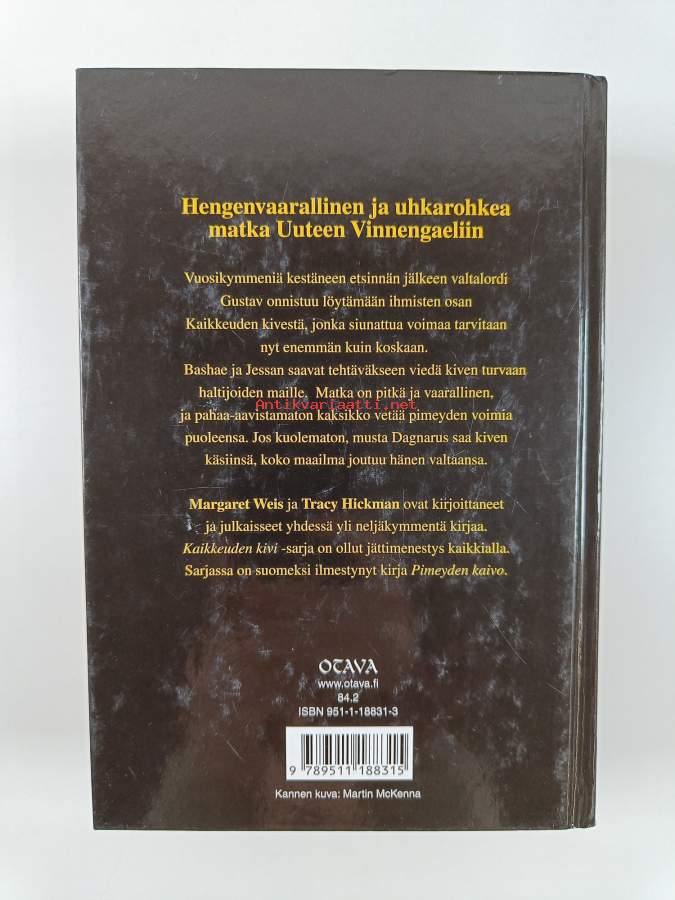 Hengenvaarallinen ja uhkarohkea
matka Uuteen Vinnengaeliin
Vuosikymmeniä kestäneen etsinnän jälkeen valtalordi
Gustav onnistuu löytämään ihmisten osan
Kaikkeuden kivestä, jonka siunattua voimaa tarvitaan
nyt enemmän kuin koskaan.
Bashae ja Jessan saavat tehtäväkseen viedä kiven turvaan
haltijoiden maille. Matka on pitkä ja vaarallinen,
Antikvariaatti.net
ja pahaa-aavistamaton kaksikko vetää pimeyden voimia
puoleensa. Jos kuolematon, musta Dagnarus saa kiven
käsiinsä, koko maailma joutuu hänen valtaansa.
Margaret Weis ja Tracy Hickman ovat kirjoittaneet
ja julkaisseet yhdessä yli neljäkymmentä kirjaa.
Kaikkeuden kivi -sarja on ollut jättimenestys kaikkialla.
Sarjassa on suomeksi ilmestynyt kirja Pimeyden kaivo.
OTAVA
www.otava.fi
84.2
ISBN 951-1-18831-3
9 789511 188315
Kannen kuva: Martin McKenna